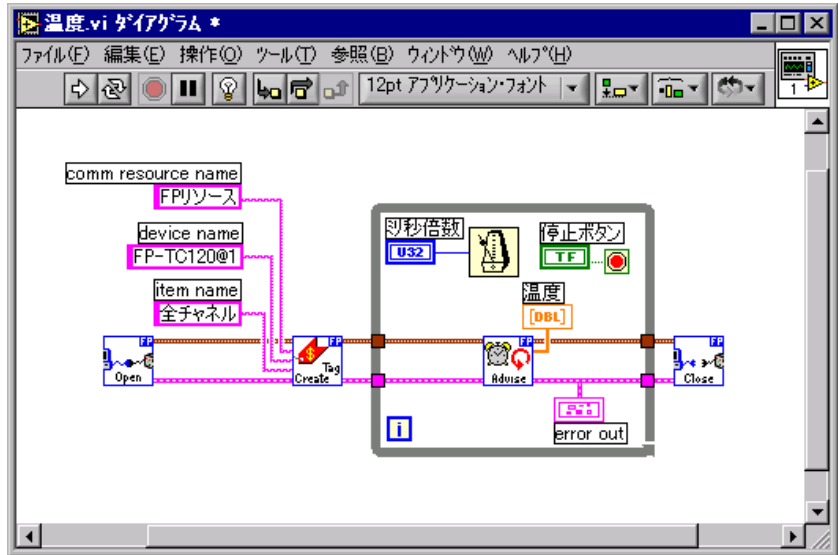 温度.vi ダイアグラム *
ファイル(F) 編集(E) 操作(O) ツール(T) 参照(B) ウィンドウ(W) ヘルプ(H)
12pt アプリケーション・フォント
1
comm resource name
FPリソース
device name
FP-TC120@1
item name
全チャネル
ミリ秒倍数
U32
停止ボタン
TF
温度
[DBL]
FP
Open
FP
Tag
Create
FP
Advise
FP
Close
i
error out